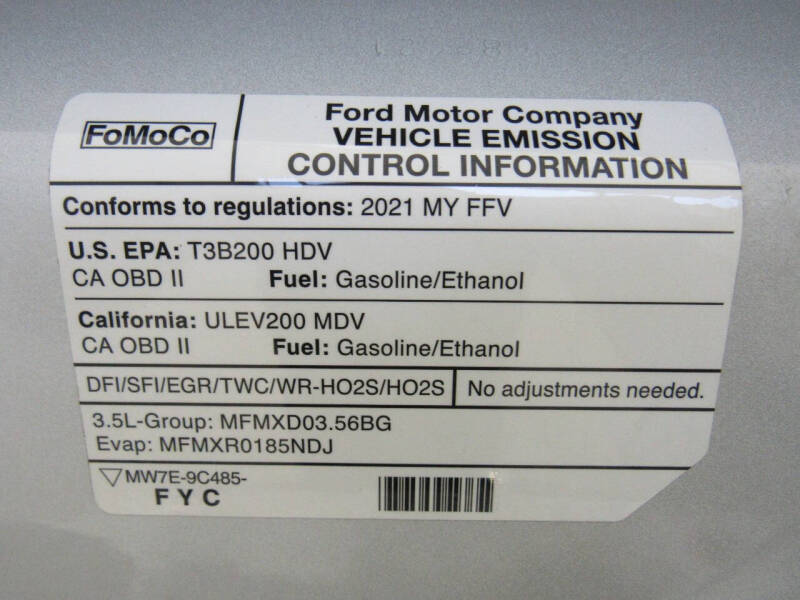 FoMoCo
Ford Motor Company
VEHICLE EMISSION
CONTROL INFORMATION
Conforms to regulations: 2021 MY FFV
U.S. EPA: T3B200 HDV
CA OBD II Fuel: Gasoline/Ethanol
California: ULEV200 MDV
CA OBD II Fuel: Gasoline/Ethanol
DFI/SFI/EGR/TWC/WR-HO2S/HO2S No adjustments needed.
3.5L-Group: MFMXD03.56BG
Evap: MFMXR0185NDJ
MW7E-9C485-
F Y C